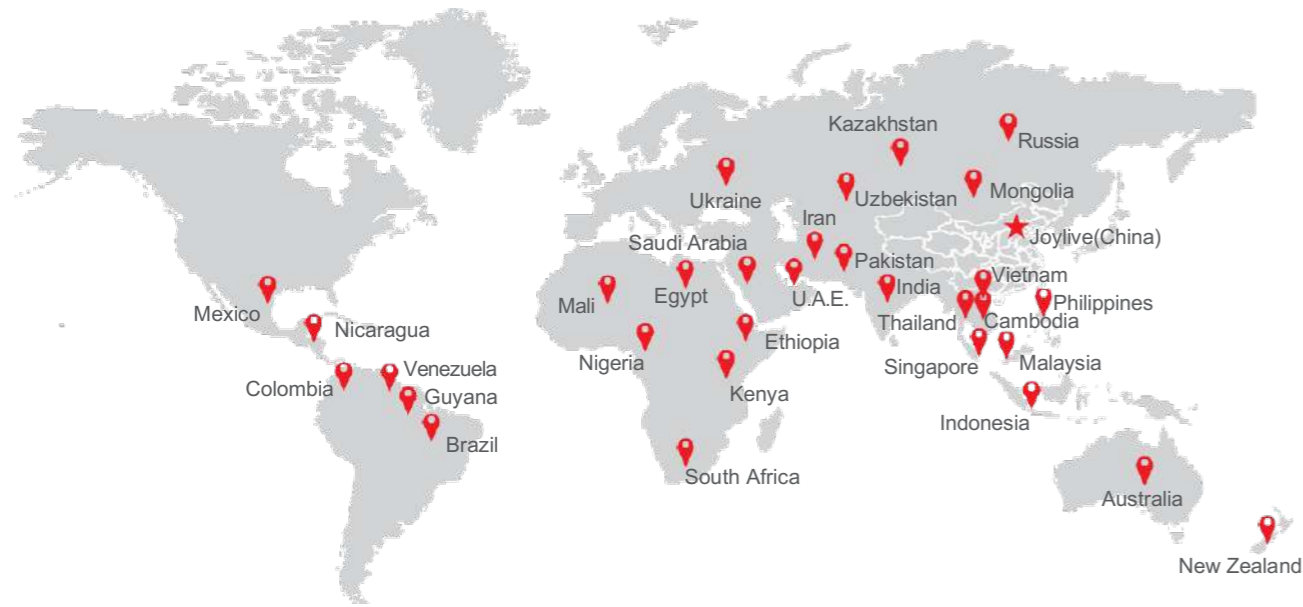 Kazakhstan
Russia
Ukraine
Uzbekistan
Mongolia
Iran
Saudi Arabia
Joylive(China)
Pakistan
Vietnam
Mali
Egypt
U.A.E.
India
Philippines
Mexico
Nicaragua
Thailand
Cambodia
Ethiopia
Nigeria
Singapore
Malaysia
Venezuela
Colombia
Kenya
Guyana
Indonesia
Brazil
South Africa
Australia
New Zealand